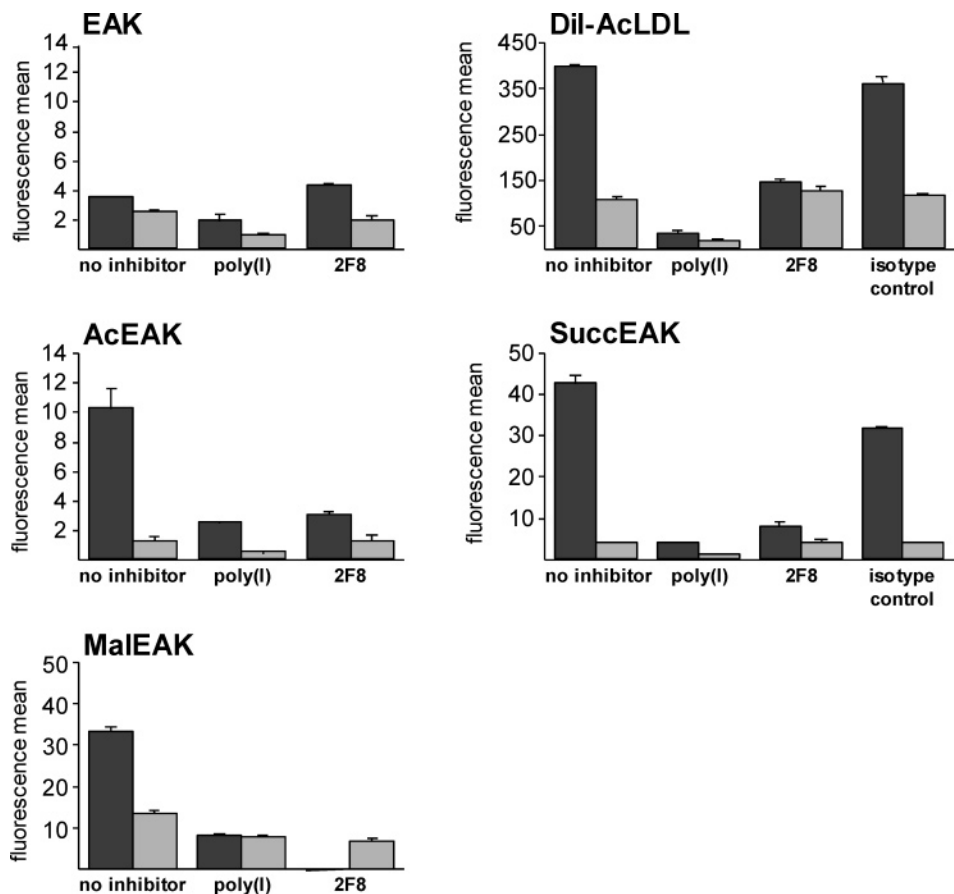 EAK
fluorescence mean
14
12
10
8
6
4
2
no inhibitor poly(I) 2F8
Dil-AcLDL
fluorescence mean
450
350
250
150
50
no inhibitor poly(I) 2F8 isotype
control
AcEAK
fluorescence mean
14
12
10
8
6
4
2
no inhibitor poly(I) 2F8
SuccEAK
fluorescence mean
50
40
30
20
10
no inhibitor poly(I) 2F8 isotype
control
MalEAK
fluorescence mean
50
40
30
20
10
no inhibitor poly(I) 2F8